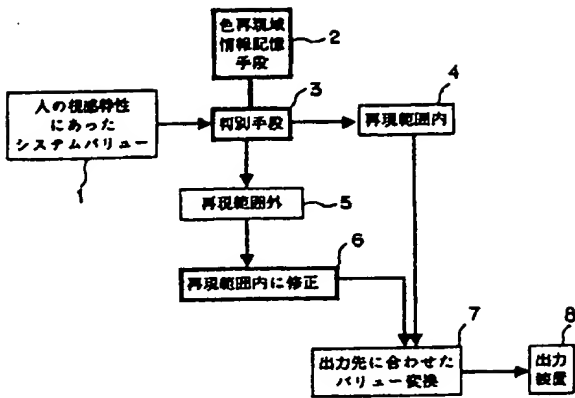 色再現域
情報記憶
手段
2
人の視感特性
にあった
システムバリュー
1
判別手段
3
再現範囲内
4
再現範囲外
5
再現範囲内に修正
6
出力先に合わせた
バリュー変換
7
出力
装置
8